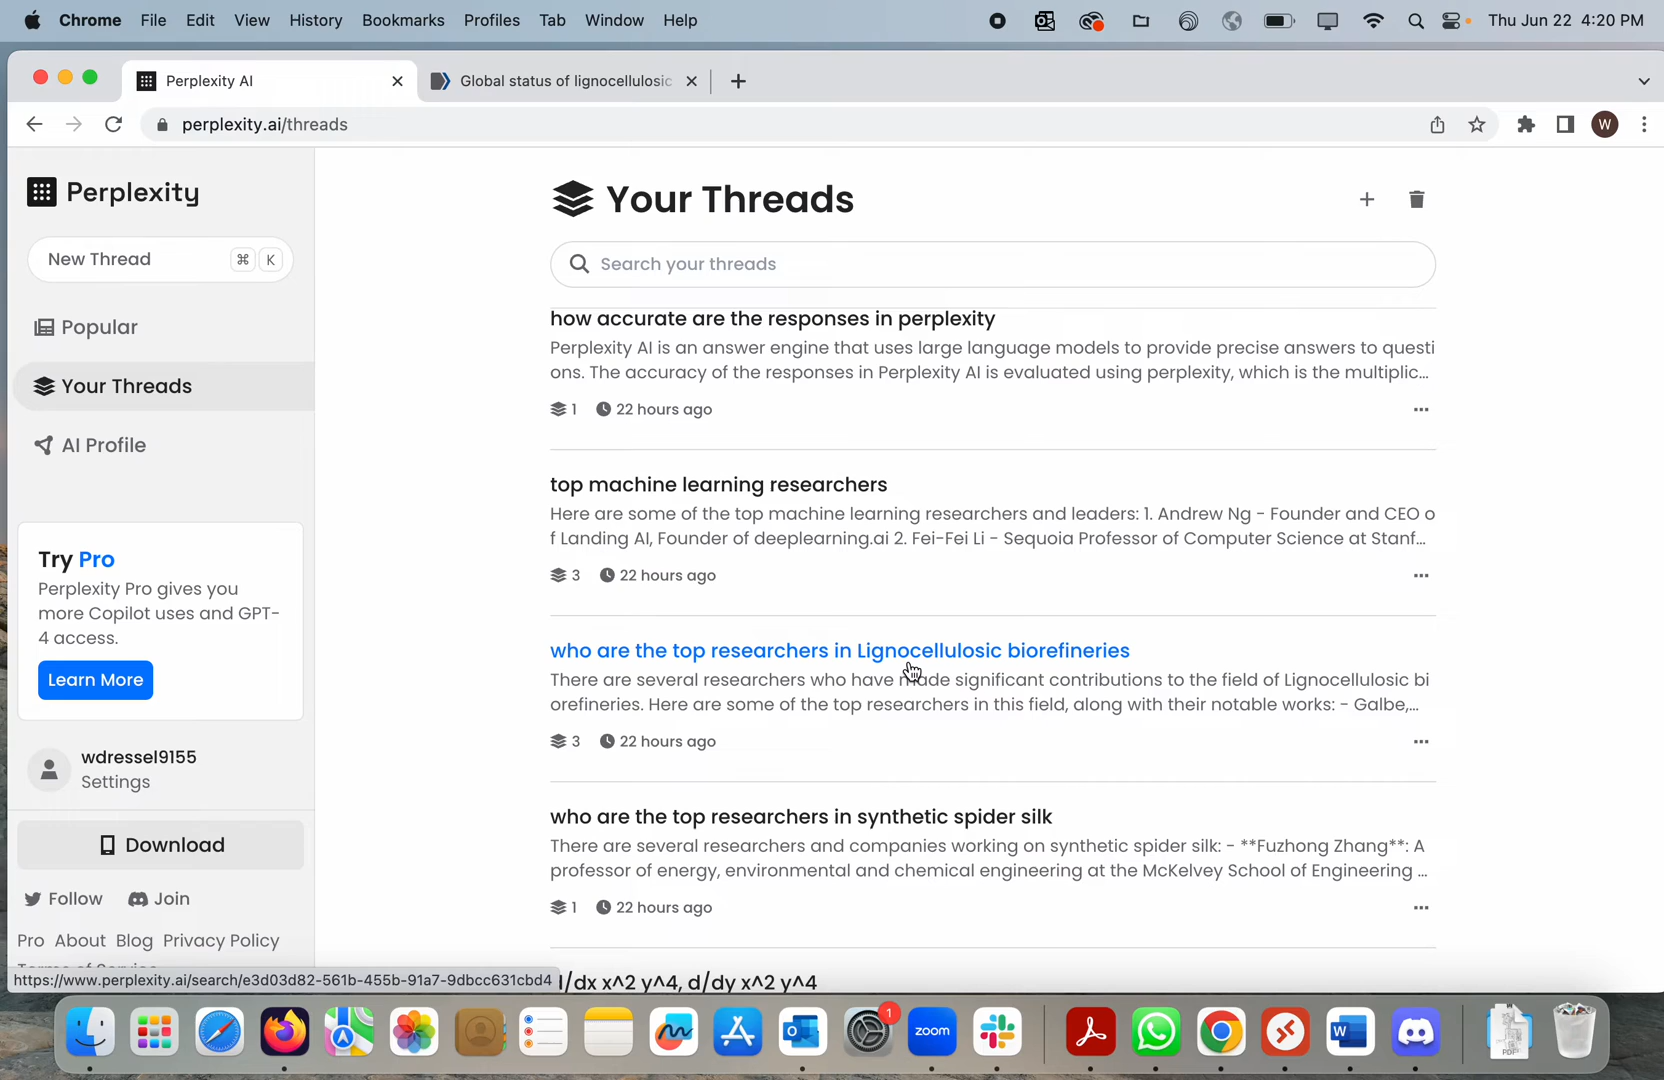 Chrome File Edit View History Bookmarks Profiles Tab Window Help Thu Jun 22 4:20 PM
Perplexity AI Global status of lignocellulosic
perplexity.ai/threads W
Perplexity
New Thread ⌘ K
Popular
Your Threads
AI Profile
Try Pro
Perplexity Pro gives you
more Copilot uses and GPT-
4 access.
Learn More
wdressel9155
Settings
Download
Follow Join
Pro About Blog Privacy Policy
https://www.perplexity.ai/search/e3d03d82-561b-455b-91a7-9dbcc631cbd4
Your Threads
Search your threads
how accurate are the responses in perplexity
Perplexity AI is an answer engine that uses large language models to provide precise answers to questi
ons. The accuracy of the responses in Perplexity AI is evaluated using perplexity, which is the multiplic...
1 22 hours ago
top machine learning researchers
Here are some of the top machine learning researchers and leaders: 1. Andrew Ng - Founder and CEO o
f Landing AI, Founder of deeplearning.ai 2. Fei-Fei Li - Sequoia Professor of Computer Science at Stanf...
3 22 hours ago
who are the top researchers in Lignocellulosic biorefineries
There are several researchers who have made significant contributions to the field of Lignocellulosic bi
orefineries. Here are some of the top researchers in this field, along with their notable works: - Galbe,...
3 22 hours ago
who are the top researchers in synthetic spider silk
There are several researchers and companies working on synthetic spider silk: - **Fuzhong Zhang**: A
professor of energy, environmental and chemical engineering at the McKelvey School of Engineering ...
1 22 hours ago
d/dx x^2 y^4, d/dy x^2 y^4
1
zoom
PDF